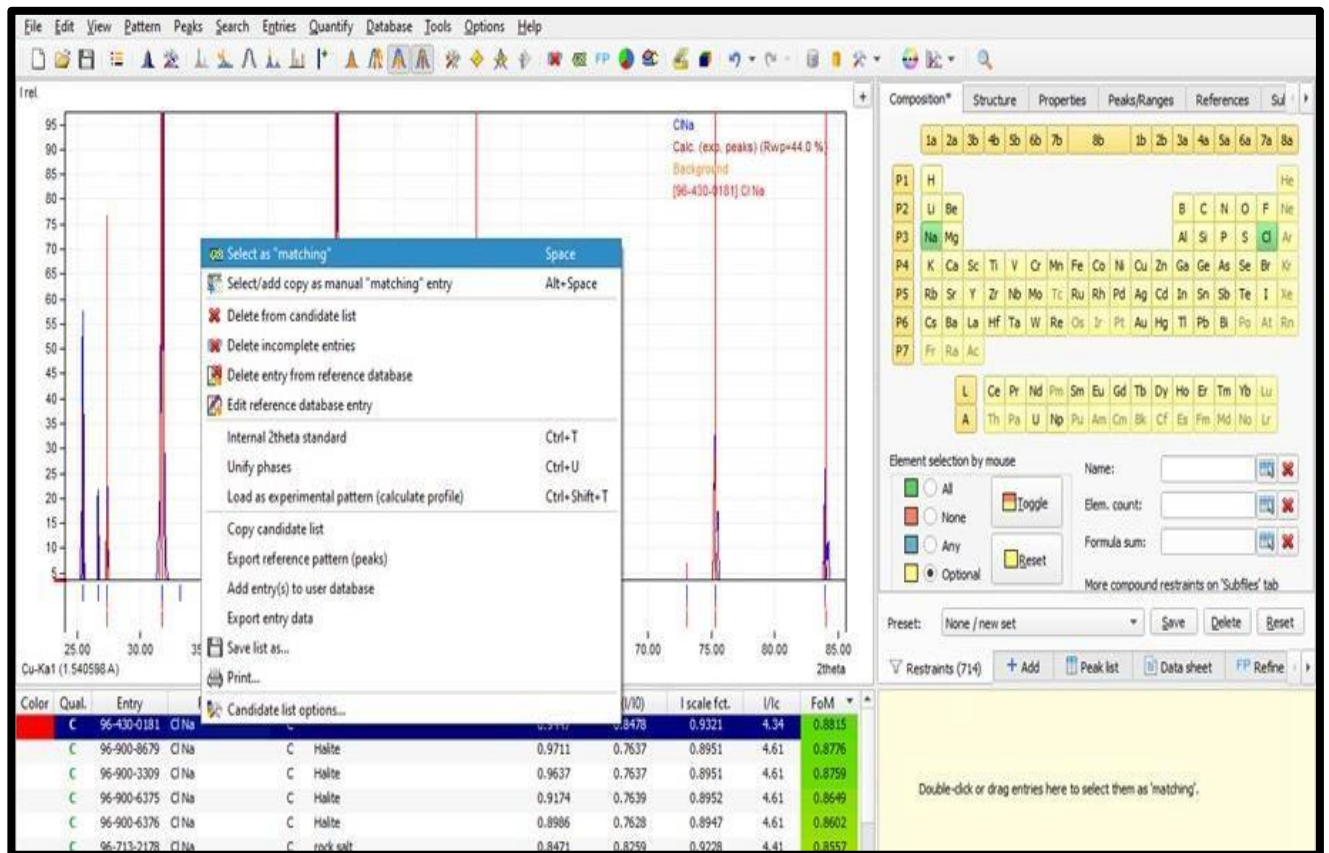 File Edit View Pattern Peaks Search Entries Quantify Database Tools Options Help
FP
I rel.
+
95
90
85
80
75
70
65
60
55
50
45
40
35
30
25
20
15
10
5
ClNa
Calc. (exp. peaks) (Rwp=44.0 %)
Background
[96-430-0181] Cl Na
Select as "matching" Space
Select/add copy as manual "matching" entry Alt+Space
Delete from candidate list
Delete incomplete entries
Delete entry from reference database
Edit reference database entry
Internal 2theta standard Ctrl+T
Unify phases Ctrl+U
Load as experimental pattern (calculate profile) Ctrl+Shift+T
Copy candidate list
Export reference pattern (peaks)
Add entry(s) to user database
Export entry data
Save list as...
Print...
Candidate list options...
25.00 30.00 70.00 75.00 80.00 85.00
Cu-Ka1 (1.540598 A) 2theta
Color Qual. Entry (I/I0) I scale fct. I/Ic FoM
C 96-430-0181 Cl Na C 0.8478 0.9321 4.34 0.8815
C 96-900-8679 Cl Na C Halite 0.9711 0.7637 0.8951 4.61 0.8776
C 96-900-3309 Cl Na C Halite 0.9637 0.7637 0.8951 4.61 0.8759
C 96-900-6375 Cl Na C Halite 0.9174 0.7639 0.8952 4.61 0.8649
C 96-900-6376 Cl Na C Halite 0.8986 0.7628 0.8947 4.61 0.8602
C 96-713-2178 Cl Na C rock salt 0.8471 0.8259 0.9228 4.41 0.8557
Composition* Structure Properties Peaks/Ranges References
1a 2a 3b 4b 5b 6b 7b 8b 1b 2b 3a 4a 5a 6a 7a 8a
P1 H He
P2 Li Be B C N O F Ne
P3 Na Mg Al Si P S Cl Ar
P4 K Ca Sc Ti V Cr Mn Fe Co Ni Cu Zn Ga Ge As Se Br Kr
P5 Rb Sr Y Zr Nb Mo Tc Ru Rh Pd Ag Cd In Sn Sb Te I Xe
P6 Cs Ba La Hf Ta W Re Os Ir Pt Au Hg Tl Pb Bi Po At Rn
P7 Fr Ra Ac
L Ce Pr Nd Pm Sm Eu Gd Tb Dy Ho Er Tm Yb Lu
A Th Pa U Np Pu Am Cm Bk Cf Es Fm Md No Lr
Element selection by mouse
All
None
Any
Optional
Toggle
Reset
Name:
Elem. count:
Formula sum:
More compound restraints on 'Subfiles' tab
Preset: None / new set Save Delete Reset
Restraints (714) + Add Peak list Data sheet FP Refine
Double-click or drag entries here to select them as 'matching'.